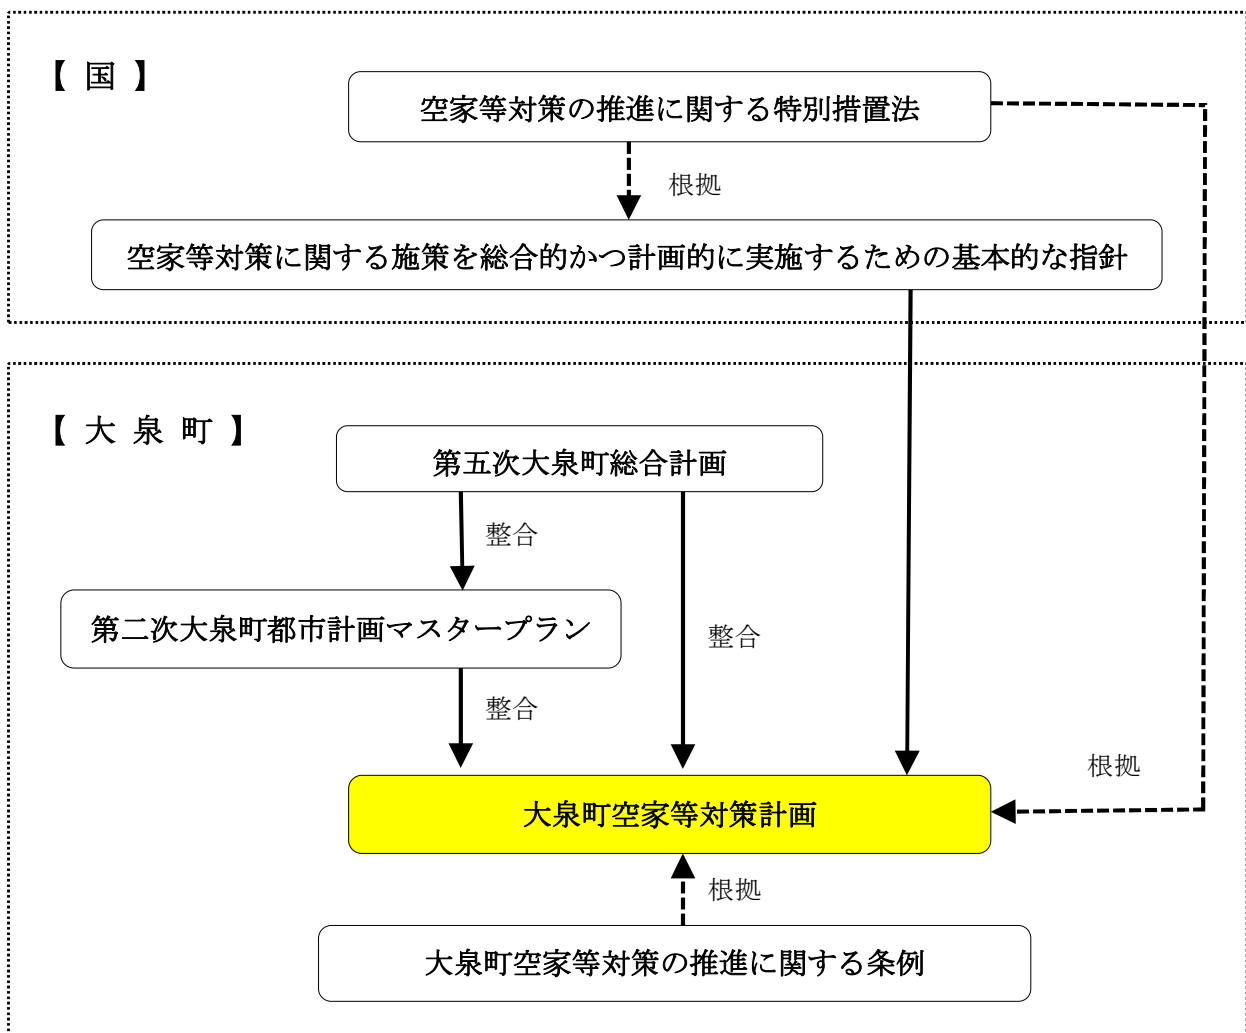 【 国 】
空家等対策の推進に関する特別措置法
根拠
空家等対策に関する施策を総合的かつ計画的に実施するための基本的な指針
【 大 泉 町 】
第五次大泉町総合計画
整合
第二次大泉町都市計画マスタープラン
整合
整合
根拠
大泉町空家等対策計画
根拠
大泉町空家等対策の推進に関する条例